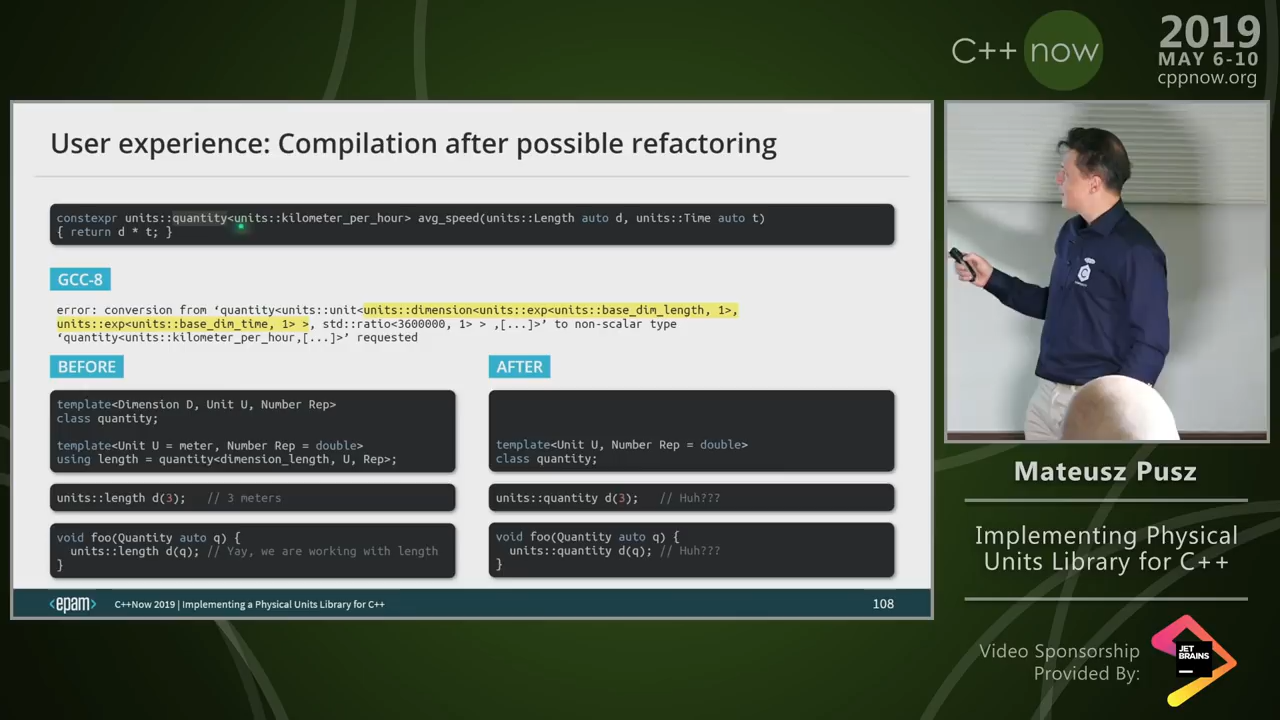 C++ now
2019
MAY 6-10
cppnow.org
User experience: Compilation after possible refactoring
constexpr units::quantity<units::kilometer_per_hour> avg_speed(units::Length auto d, units::Time auto t)
{ return d * t; }
GCC-8
error: conversion from ‘quantity<units::unit<units::dimension<units::exp<units::base_dim_length, 1>,
units::exp<units::base_dim_time, 1> >, std::ratio<3600000, 1> > ,[...]>’ to non-scalar type
‘quantity<units::kilometer_per_hour,[...]>’ requested
BEFORE
template<Dimension D, Unit U, Number Rep>
class quantity;
template<Unit U = meter, Number Rep = double>
using length = quantity<dimension_length, U, Rep>;
units::length d(3);   // 3 meters
void foo(Quantity auto q) {
  units::length d(q); // Yay, we are working with length
}
AFTER
template<Unit U, Number Rep = double>
class quantity;
units::quantity d(3);   // Huh???
void foo(Quantity auto q) {
  units::quantity d(q); // Huh???
}
<epam>
C++Now 2019 | Implementing a Physical Units Library for C++
108
Mateusz Pusz
Implementing Physical
Units Library for C++
Video Sponsorship
Provided By:
JET
BRAINS